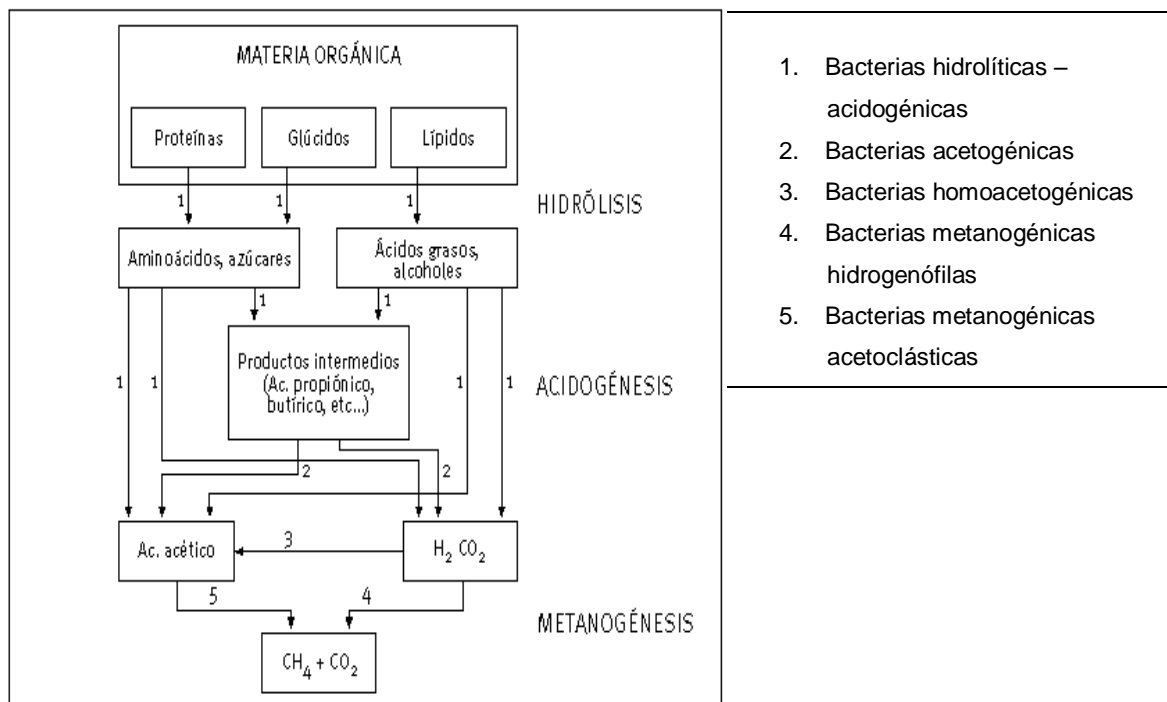 MATERIA ORGÁNICA
Proteínas
Glúcidos
Lípidos
1
1
1
HIDRÓLISIS
Aminoácidos, azúcares
Ácidos grasos,
alcoholes
1
1
Productos intermedios
(Ac. propiónico,
butírico, etc...)
1
1
1
1
ACIDOGÉNESIS
2
2
Ac. acético
3
H2 CO2
5
4
METANOGÉNESIS
CH4 + CO2
1. Bacterias hidrolíticas –
acidogénicas
2. Bacterias acetogénicas
3. Bacterias homoacetogénicas
4. Bacterias metanogénicas
hidrogenófilas
5. Bacterias metanogénicas
acetoclásticas